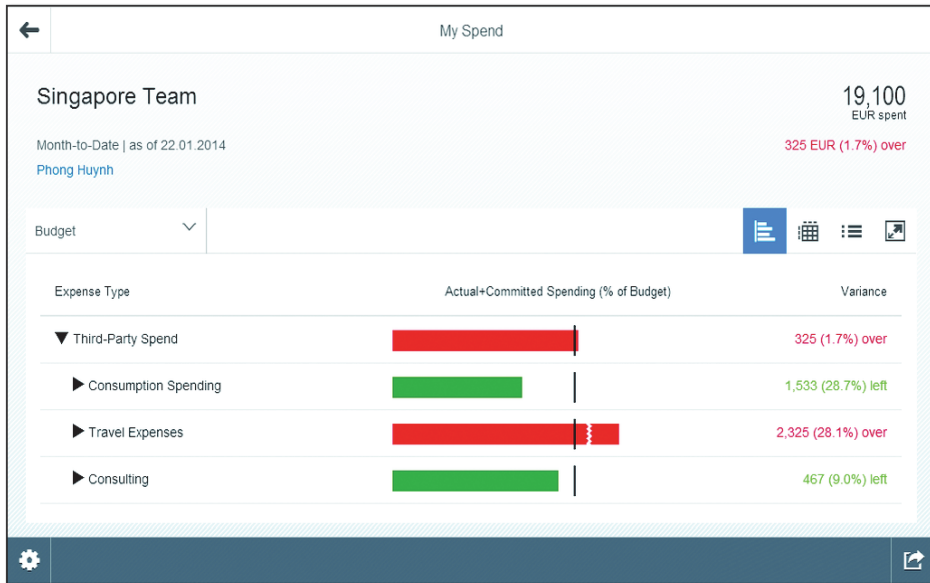 My Spend
Singapore Team
19,100
EUR spent
Month-to-Date | as of 22.01.2014
325 EUR (1.7%) over
Phong Huynh
Budget
Expense Type Actual+Committed Spending (% of Budget) Variance
Third-Party Spend 325 (1.7%) over
Consumption Spending 1,533 (28.7%) left
Travel Expenses 2,325 (28.1%) over
Consulting 467 (9.0%) left